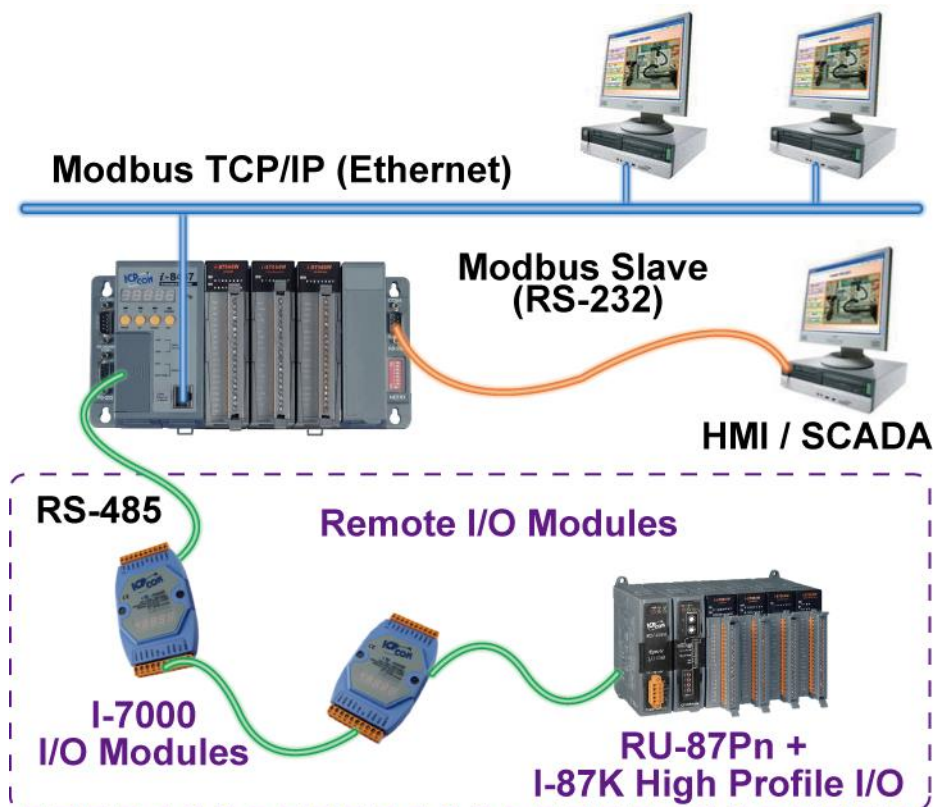 Modbus TCP/IP (Ethernet)
Modbus Slave
(RS-232)
HMI / SCADA
RS-485
Remote I/O Modules
I-7000
I/O Modules
RU-87Pn +
I-87K High Profile I/O